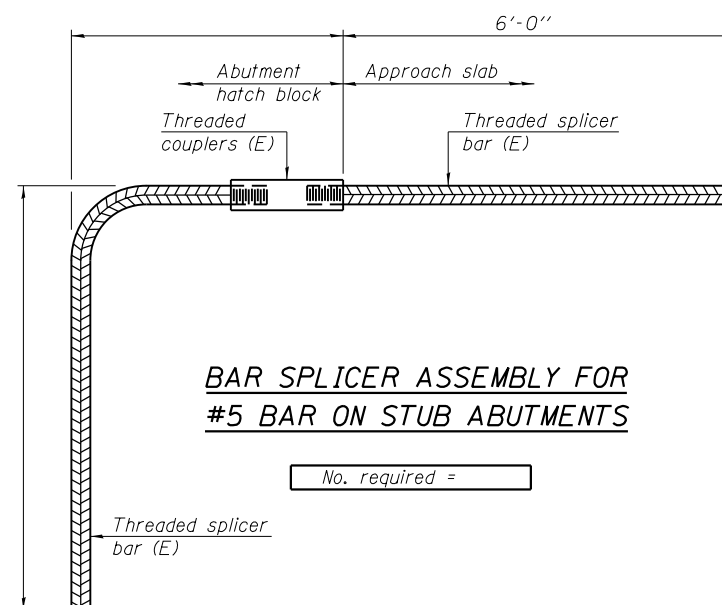 6'-0"
Abutment
hatch block
Approach slab
Threaded
couplers (E)
Threaded splicer
bar (E)
BAR SPLICER ASSEMBLY FOR
#5 BAR ON STUB ABUTMENTS
No. required =
Threaded splicer
bar (E)